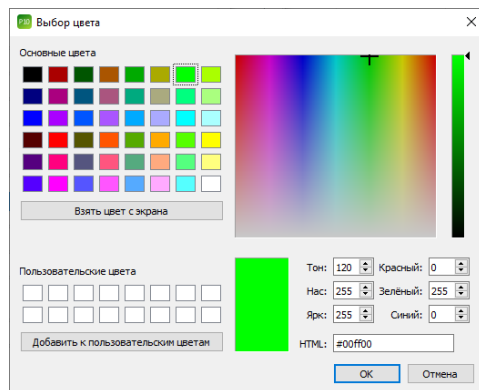 P10 Выбор цвета
Основные цвета
Взять цвет с экрана
Пользовательские цвета
Добавить к пользовательским цветам
Тон: 120 Красный: 0
Нас: 255 Зелёный: 255
Ярк: 255 Синий: 0
HTML: #00ff00
OK Отмена